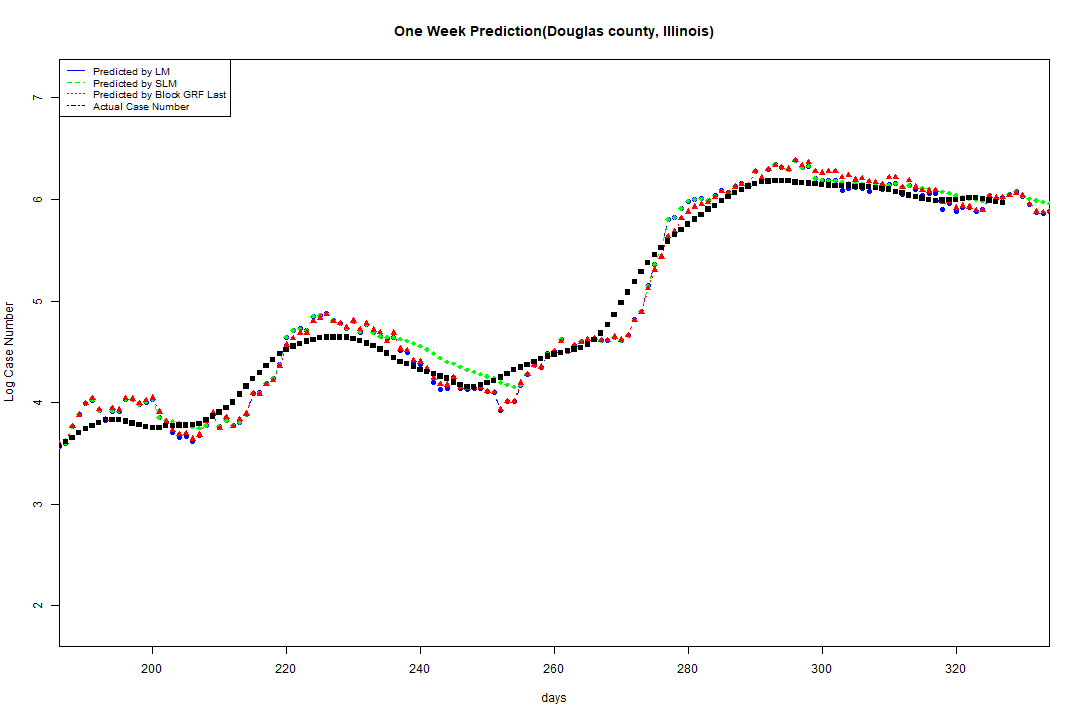 One Week Prediction(Douglas county, Illinois)
Predicted by LM
Predicted by SLM
Predicted by Block GRF Last
Actual Case Number
7
6
5
4
3
2
Log Case Number
200 220 240 260 280 300 320
days